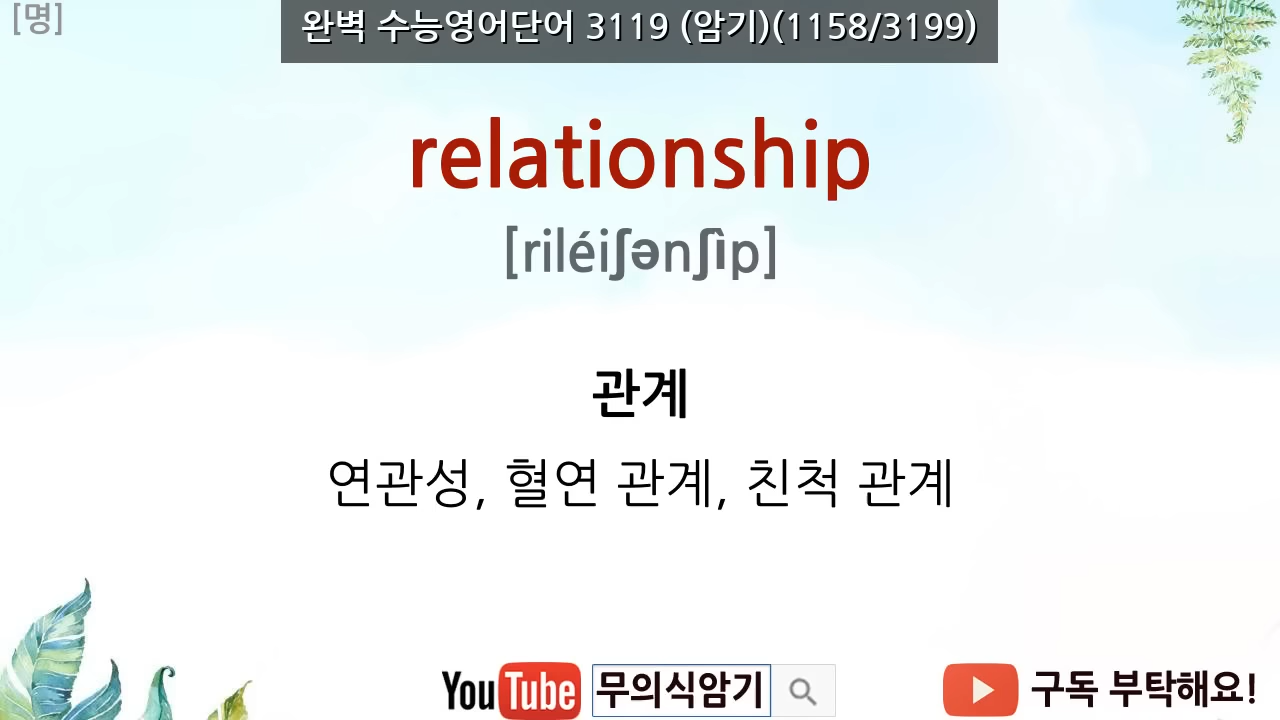 [명]
완벽 수능영어단어 3119 (암기)(1158/3199)
relationship
[riléiʃənʃìp]
관계
연관성, 혈연 관계, 친척 관계
YouTube 무의식암기 구독 부탁해요!